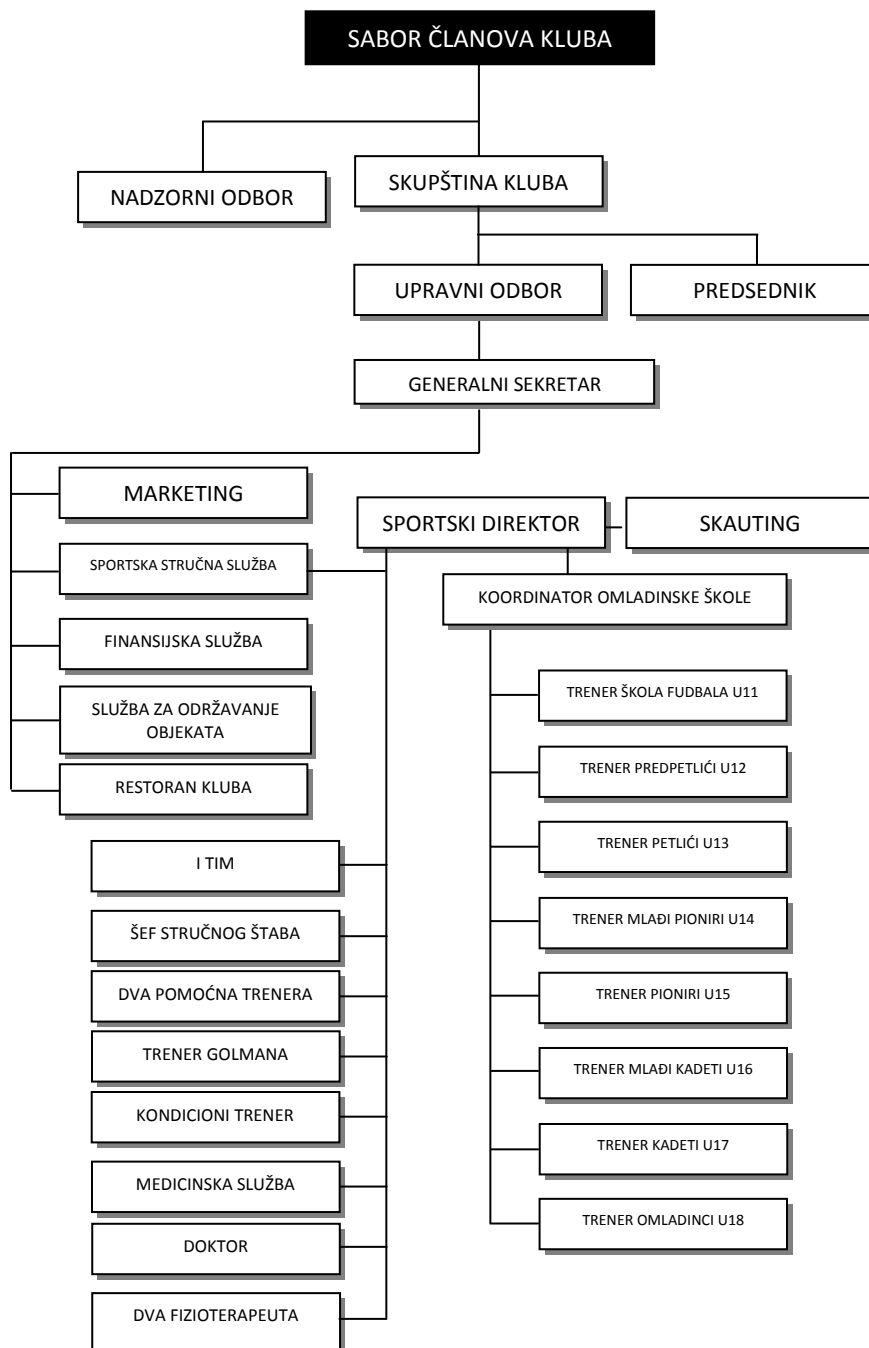 SABOR ČLANOVA KLUBA
NADZORNI ODBOR
SKUPŠTINA KLUBA
UPRAVNI ODBOR
PREDSEDNIK
GENERALNI SEKRETAR
MARKETING
SPORTSKI DIREKTOR
SKAUTING
SPORTSKA STRUČNA SLUŽBA
KOORDINATOR OMLADINSKE ŠKOLE
FINANSIJSKA SLUŽBA
SLUŽBA ZA ODRŽAVANJE
OBJEKATA
RESTORAN KLUBA
I TIM
ŠEF STRUČNOG ŠTABA
DVA POMOĆNA TRENERA
TRENER GOLMANA
KONDICIONI TRENER
MEDICINSKA SLUŽBA
DOKTOR
DVA FIZIOTERAPEUTA
TRENER ŠKOLA FUDBALA U11
TRENER PREDPETLIĆI U12
TRENER PETLIĆI U13
TRENER MLAĐI PIONIRI U14
TRENER PIONIRI U15
TRENER MLAĐI KADETI U16
TRENER KADETI U17
TRENER OMLADINCI U18